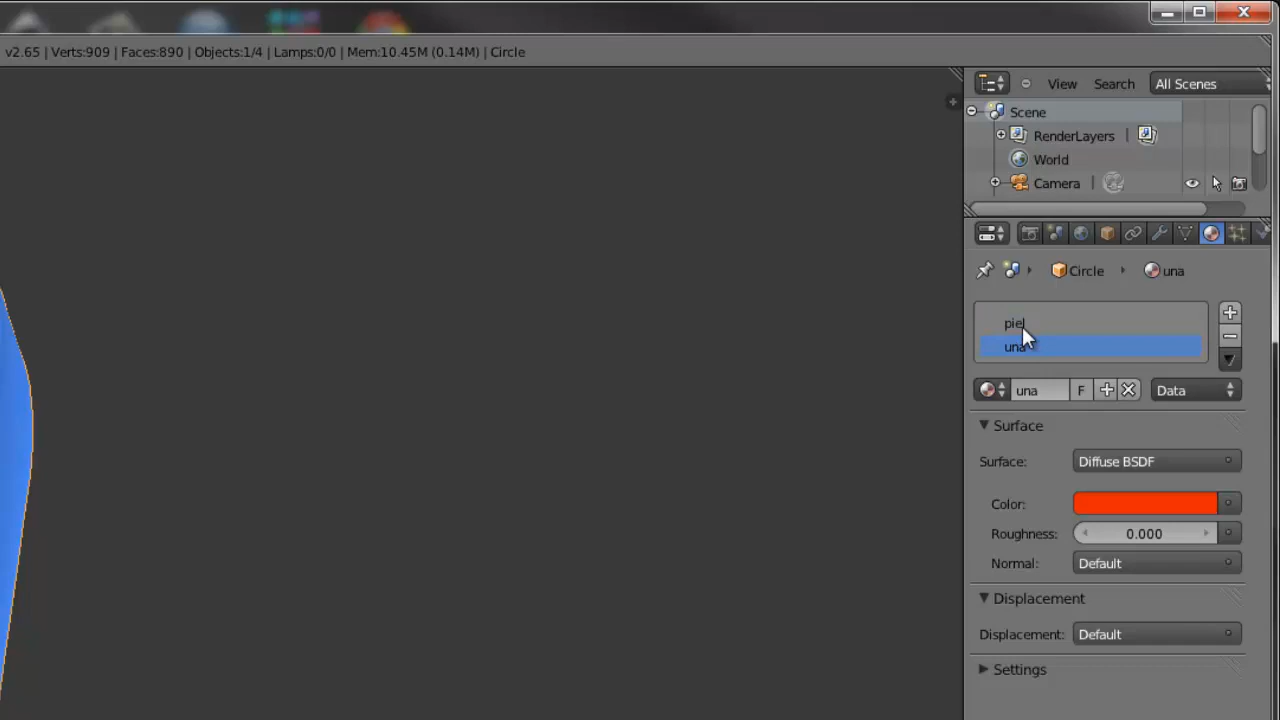 v2.65 | Verts:909 | Faces:890 | Objects:1/4 | Lamps:0/0 | Mem:10.45M (0.14M) | Circle
View Search All Scenes
Scene
RenderLayers |
World
Camera |
Circle una
piel
una
una F Data
Surface
Surface: Diffuse BSDF
Color:
Roughness: 0.000
Normal: Default
Displacement
Displacement: Default
Settings